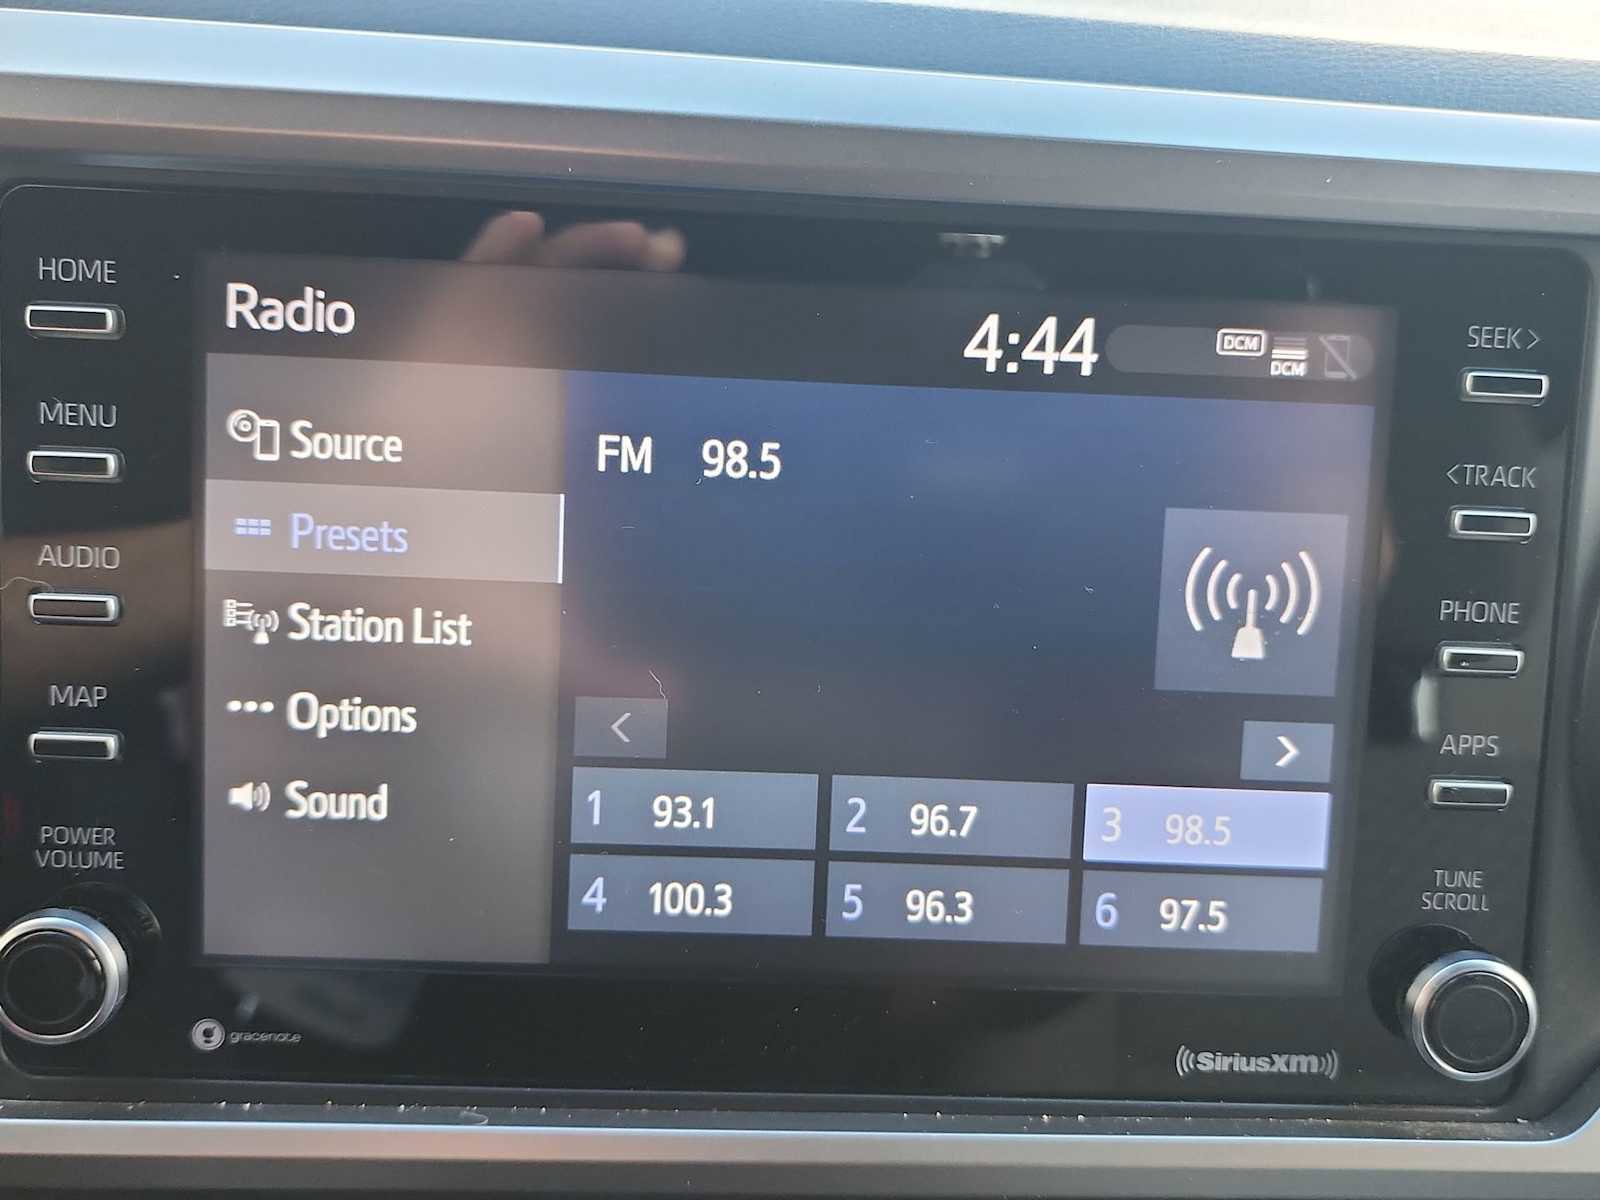 HOME
MENU
AUDIO
MAP
POWER
VOLUME
Radio
4:44
DCM
DCM
Source
Presets
Station List
Options
Sound
FM 98.5
<
>
1 93.1
2 96.7
3 98.5
4 100.3
5 96.3
6 97.5
SEEK>
<TRACK
PHONE
APPS
TUNE
SCROLL
gracenote
SiriusXM